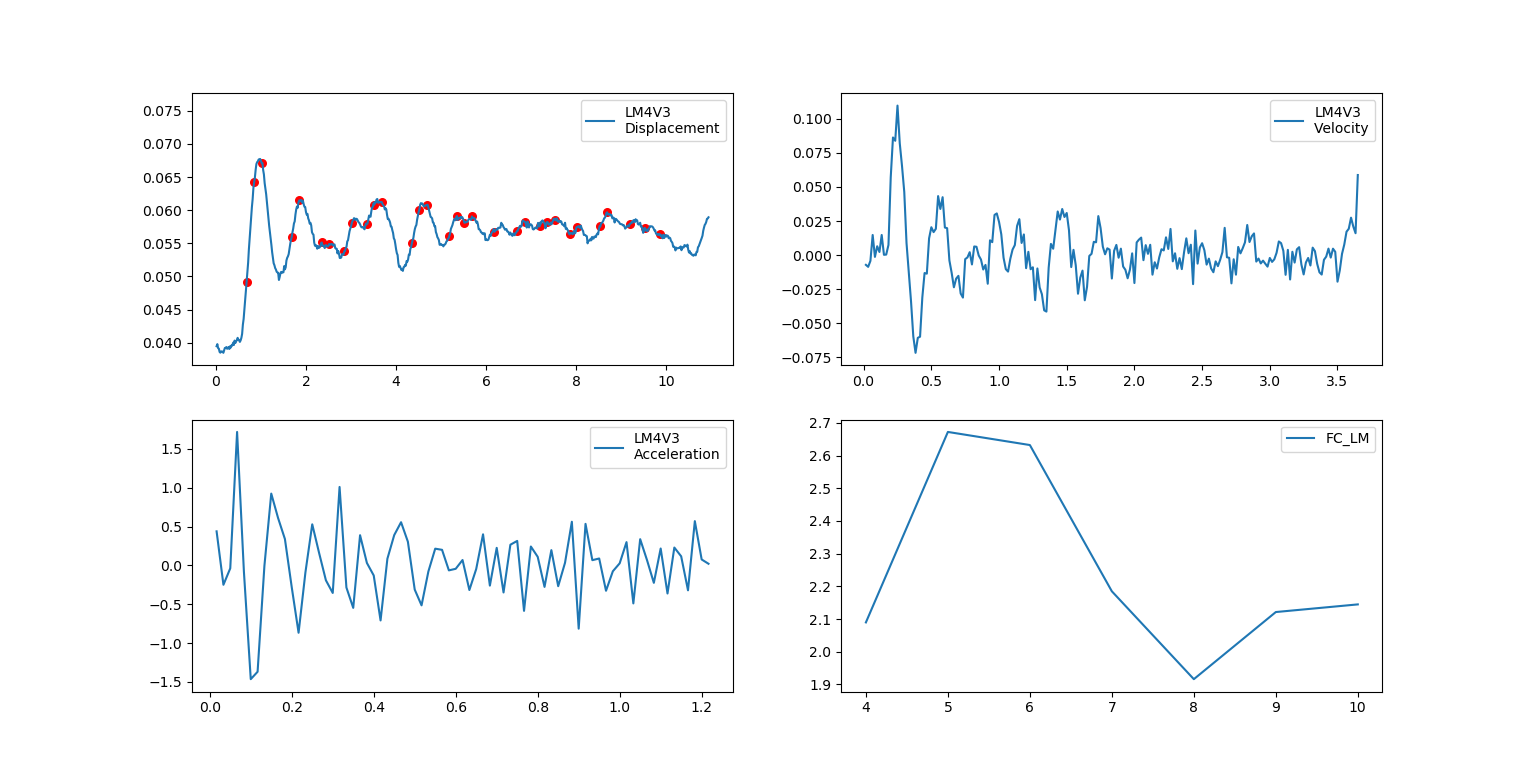 0.075
0.070
0.065
0.060
0.055
0.050
0.045
0.040
0 2 4 6 8 10
LM4V3
Displacement
0.100
0.075
0.050
0.025
0.000
−0.025
−0.050
−0.075
0.0 0.5 1.0 1.5 2.0 2.5 3.0 3.5
LM4V3
Velocity
1.5
1.0
0.5
0.0
−0.5
−1.0
−1.5
0.0 0.2 0.4 0.6 0.8 1.0 1.2
LM4V3
Acceleration
2.7
2.6
2.5
2.4
2.3
2.2
2.1
2.0
1.9
4 5 6 7 8 9 10
FC_LM